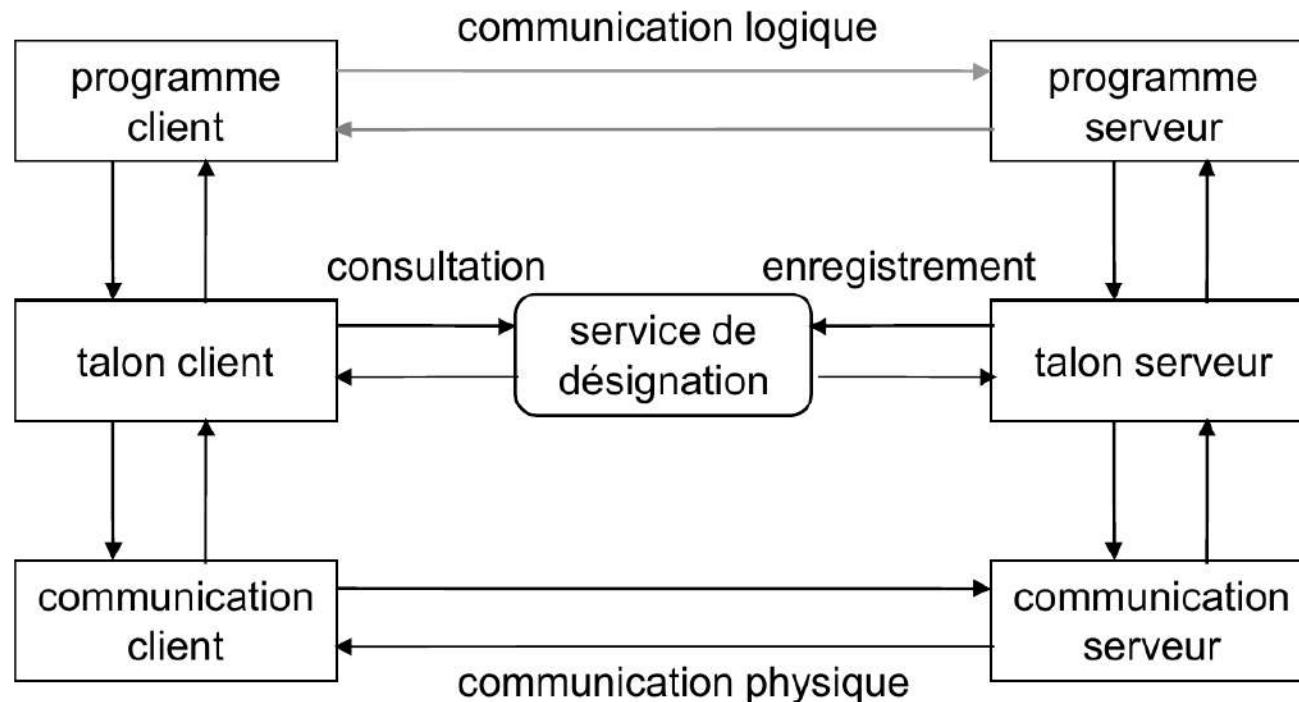 communication logique
programme
client
programme
serveur
consultation
enregistrement
talon client
service de
désignation
talon serveur
communication
client
communication
serveur
communication physique